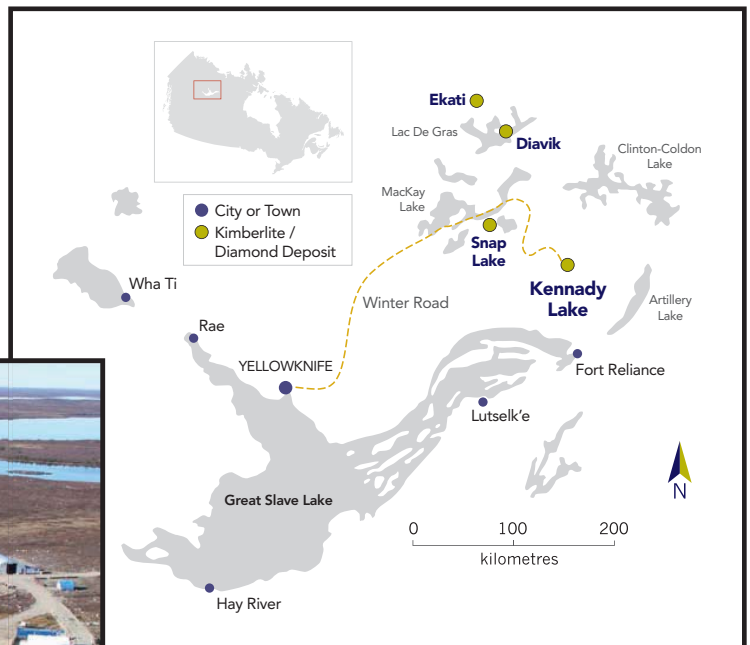 Ekati
Lac De Gras
Diavik
Clinton-Coldon
Lake
MacKay
Lake
City or Town
Kimberlite /
Diamond Deposit
Snap
Lake
Wha Ti
Kennady
Lake
Winter Road
Artillery
Lake
Rae
YELLOWKNIFE
Fort Reliance
Lutselk'e
Great Slave Lake
N
0 100 200
kilometres
Hay River